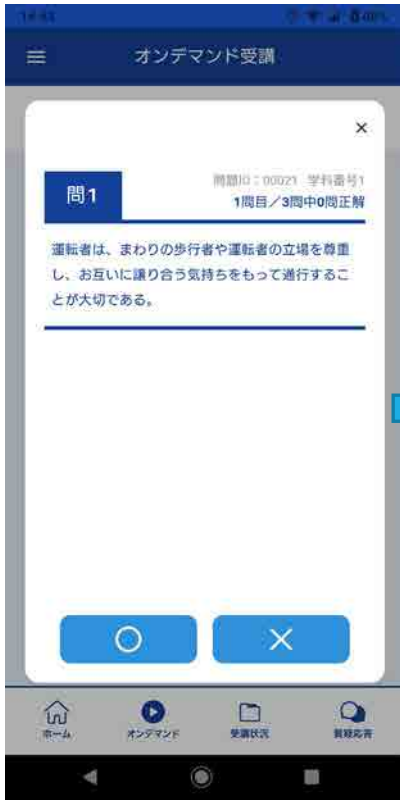 オンデマンド受講
×
問1
問題ID：00021 学科番号1
1問目／3問中0問正解
運転者は、まわりの歩行者や運転者の立場を尊重
し、お互いに譲り合う気持ちをもって通行するこ
とが大切である。
ホーム オンデマンド 受講状況 質疑応答